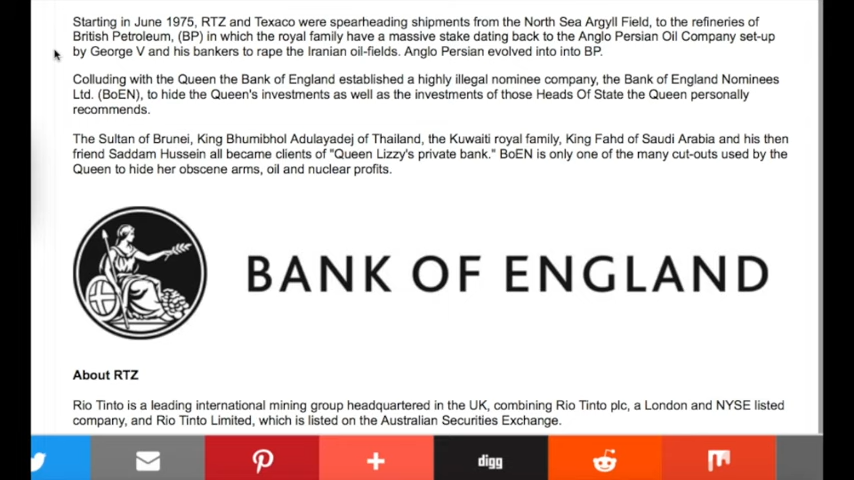 Starting in June 1975, RTZ and Texaco were spearheading shipments from the North Sea Argyll Field, to the refineries of
British Petroleum, (BP) in which the royal family have a massive stake dating back to the Anglo Persian Oil Company set-up
by George V and his bankers to rape the Iranian oil-fields. Anglo Persian evolved into into BP.
Colluding with the Queen the Bank of England established a highly illegal nominee company, the Bank of England Nominees
Ltd. (BoEN), to hide the Queen's investments as well as the investments of those Heads Of State the Queen personally
recommends.
The Sultan of Brunei, King Bhumibhol Adulayadej of Thailand, the Kuwaiti royal family, King Fahd of Saudi Arabia and his then
friend Saddam Hussein all became clients of "Queen Lizzy's private bank." BoEN is only one of the many cut-outs used by the
Queen to hide her obscene arms, oil and nuclear profits.
BANK OF ENGLAND
About RTZ
Rio Tinto is a leading international mining group headquartered in the UK, combining Rio Tinto plc, a London and NYSE listed
company, and Rio Tinto Limited, which is listed on the Australian Securities Exchange.
digg